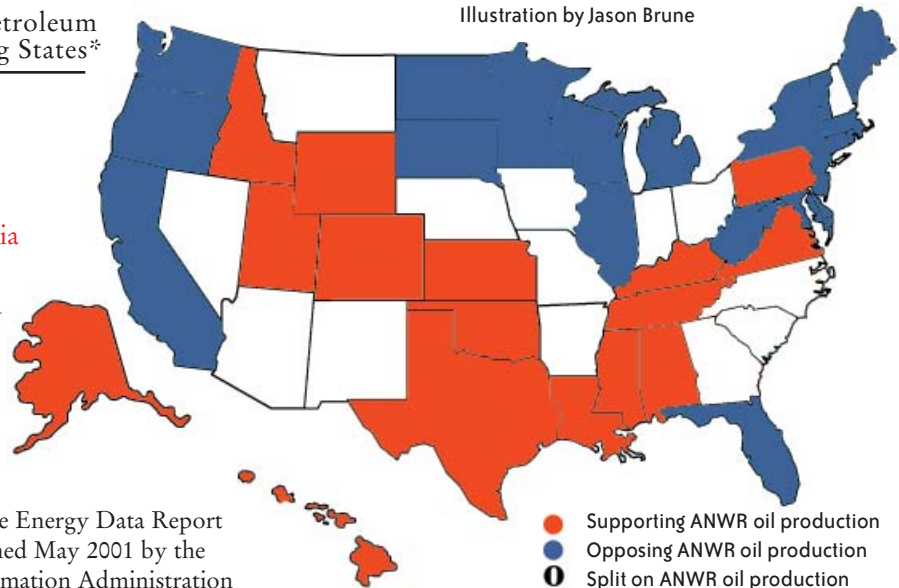 Illustration by Jason Brune
etroleum
g States*
ia
e Energy Data Report
ned May 2001 by the
rmation Administration
Supporting ANWR oil production
Opposing ANWR oil production
Split on ANWR oil production